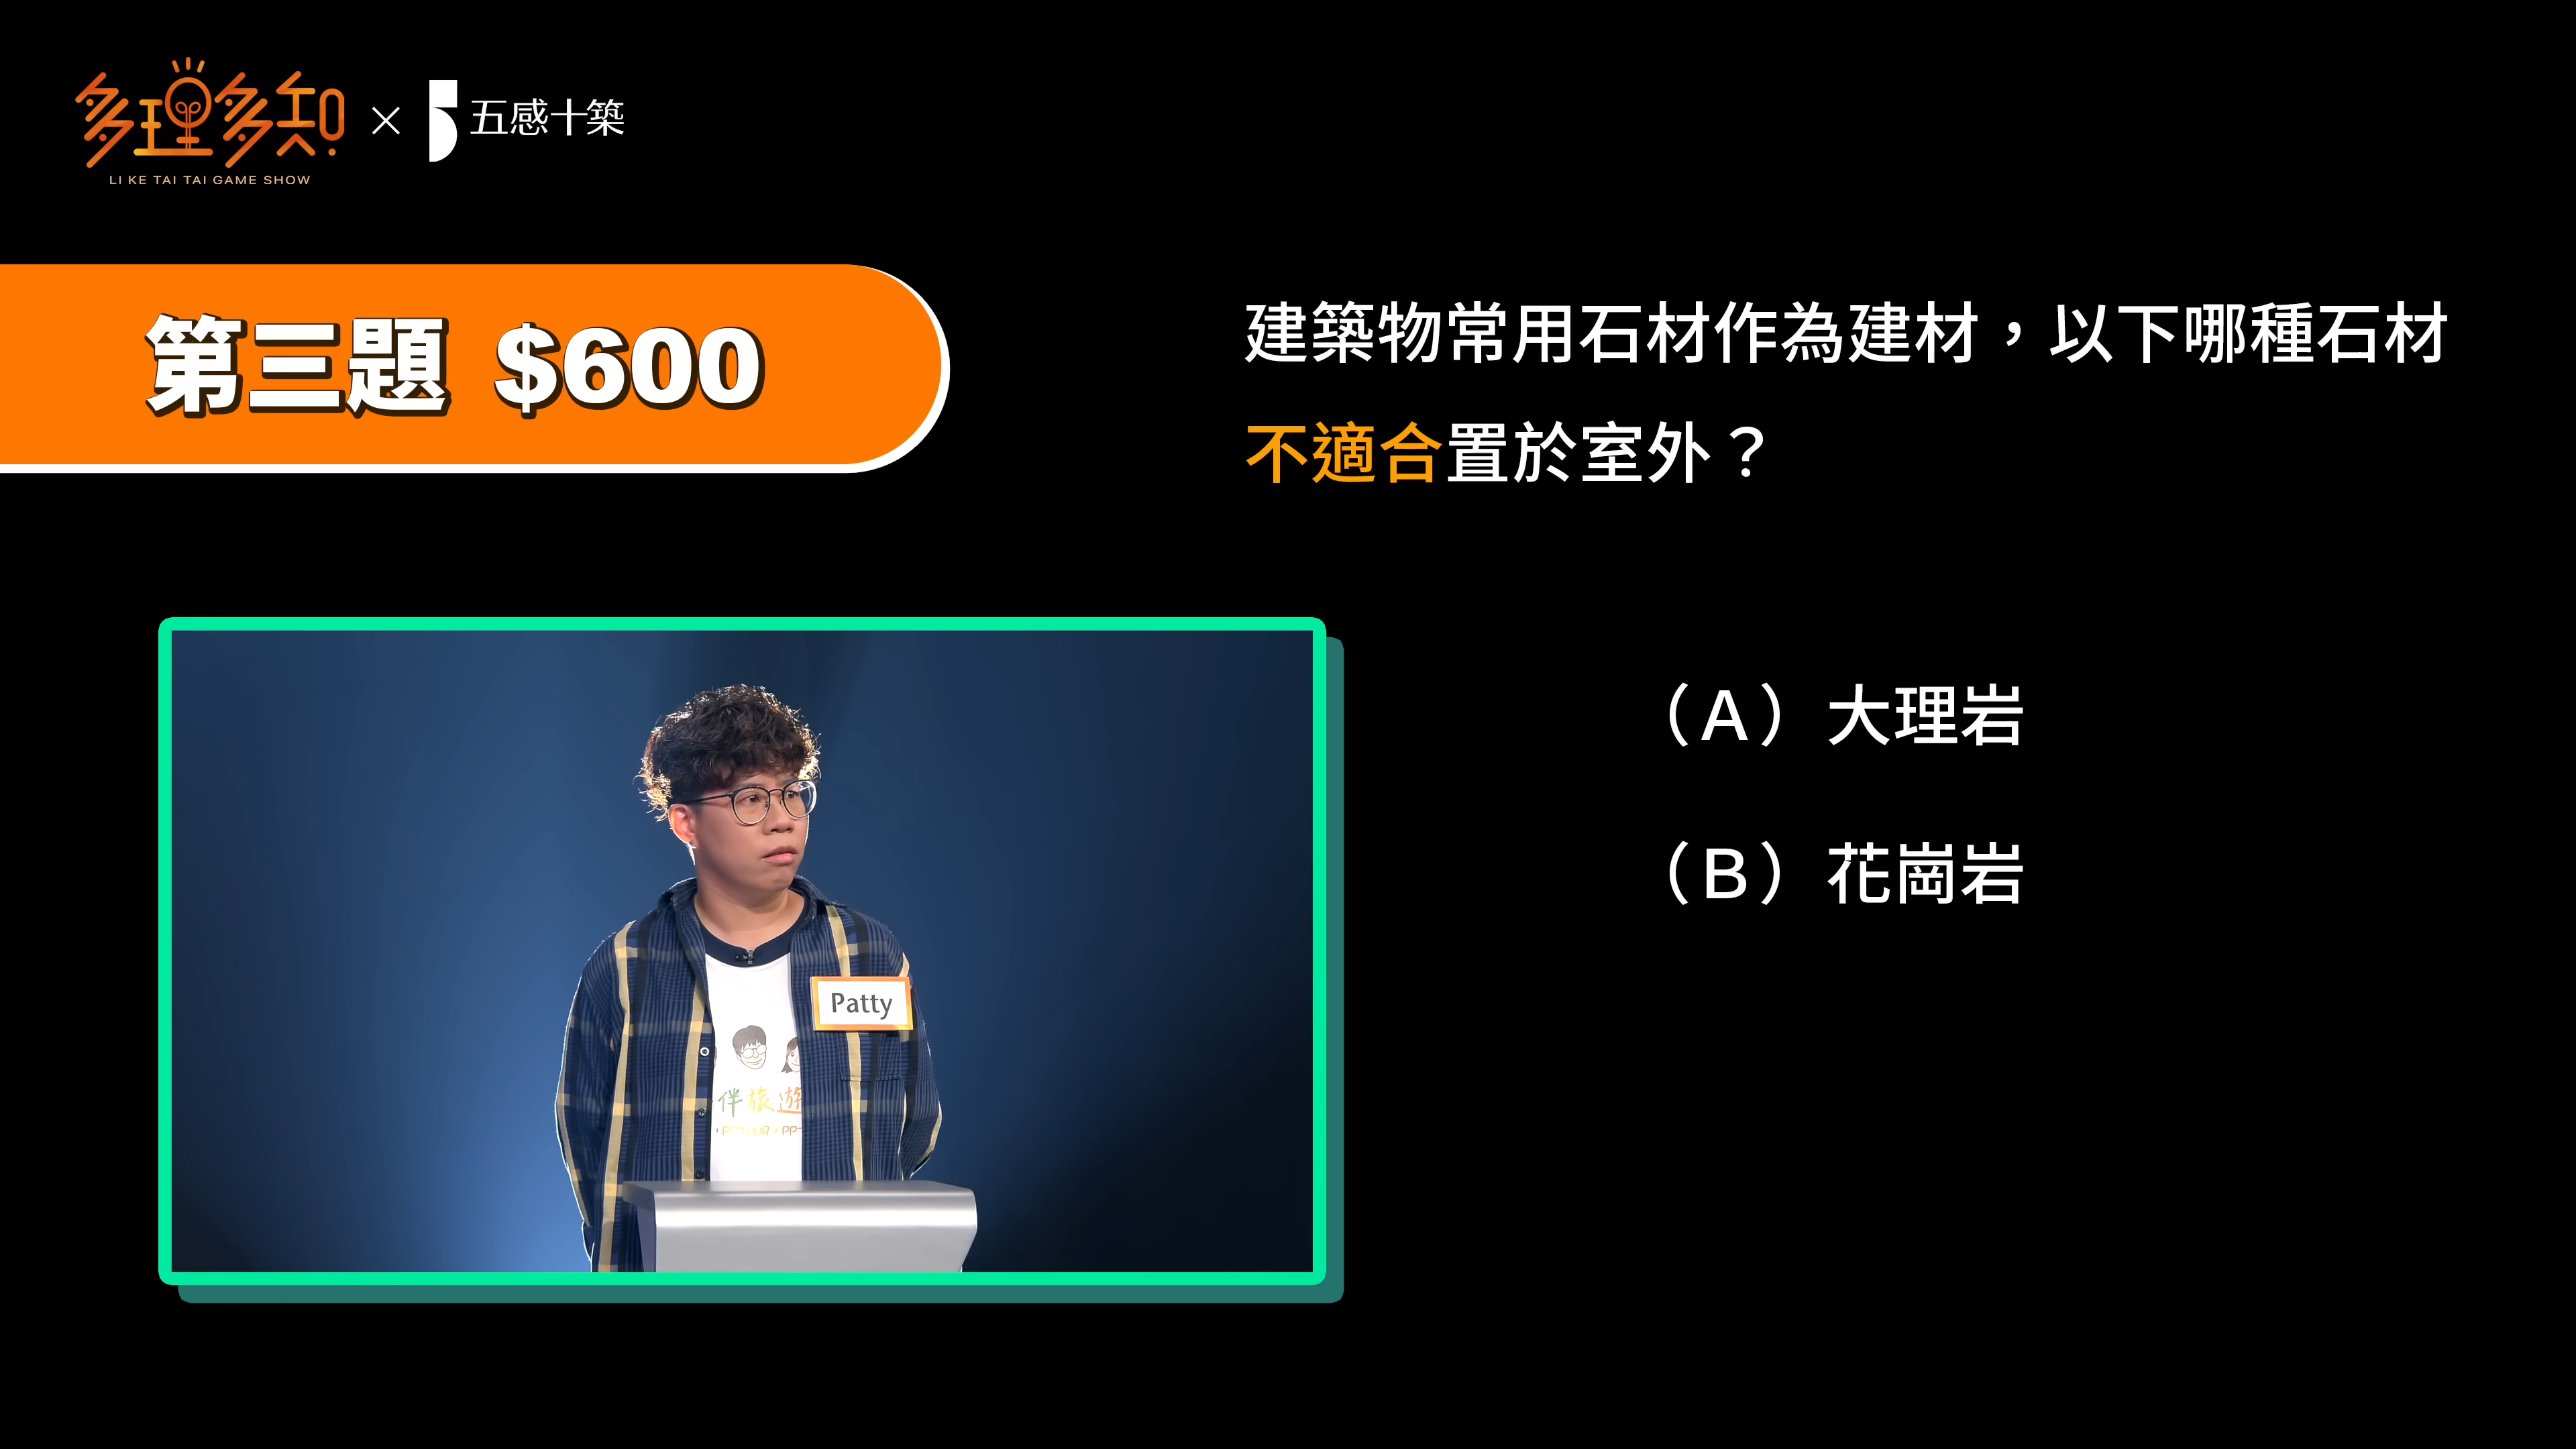 多理多知
LI KE TAI TAI GAME SHOW
×
五感十築
第三題 $600
建築物常用石材作為建材，以下哪種石材
不適合置於室外？
（A）大理岩
（B）花崗岩
Patty
伴旅遊
PPTOUR • PPT